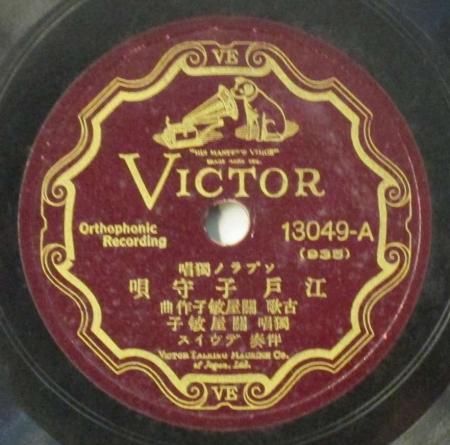 VE
"HIS MASTER'S VOICE"
VICTOR
Orthophonic
Recording
13049-A
(935)
ソプラノ獨唱
江戸子守唄
古歌 關屋敏子作曲
獨唱 關屋敏子
伴奏 デウイス
VICTOR TALKING MACHINE CO.
of Japan, Ltd.
VE